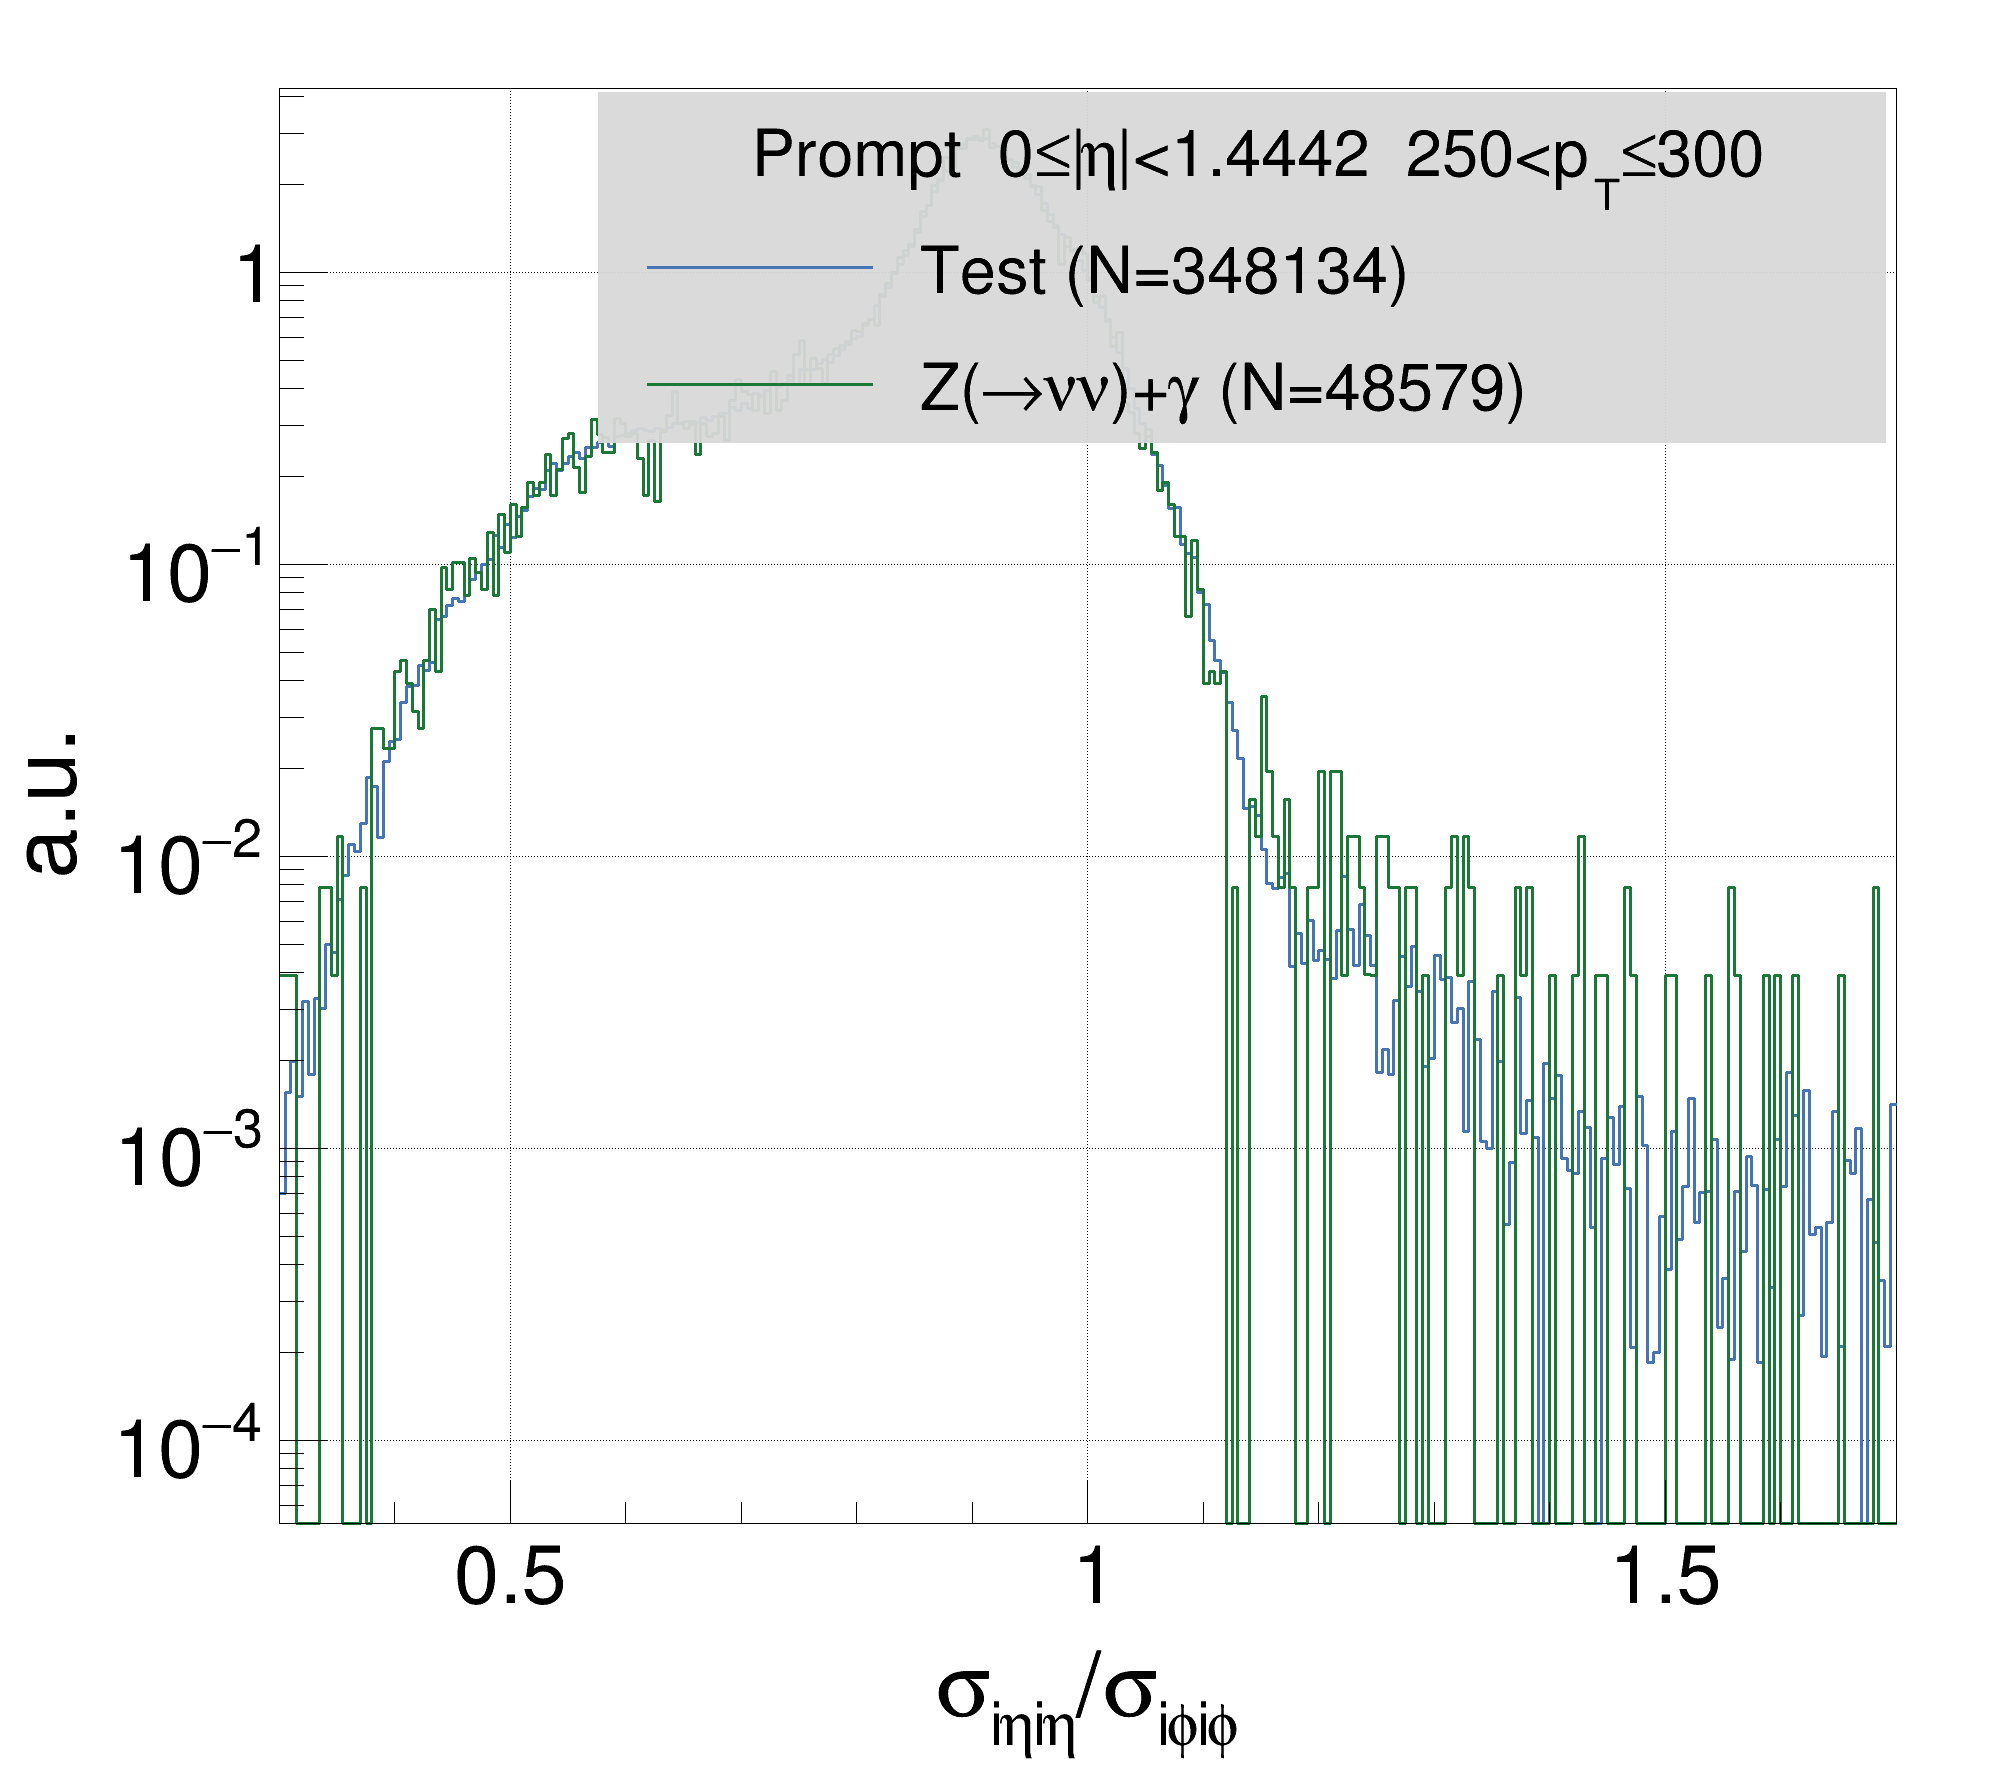 Prompt 0≤|η|<1.4442 250<p_T≤300
Test (N=348134)
Z(→νν)+γ (N=48579)
1
10⁻¹
10⁻²
10⁻³
10⁻⁴
a.u.
0.5 1 1.5
σ_iηiη/σ_iϕiϕ